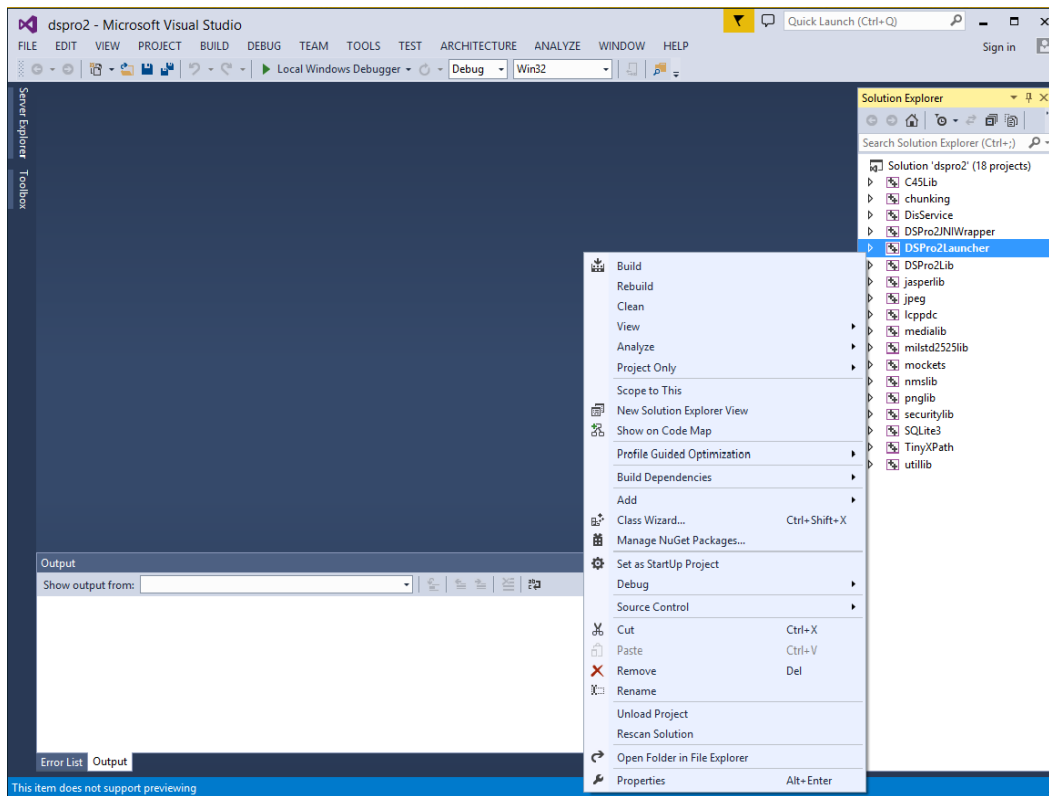 dspro2 - Microsoft Visual Studio
Quick Launch (Ctrl+Q)
FILE EDIT VIEW PROJECT BUILD DEBUG TEAM TOOLS TEST ARCHITECTURE ANALYZE WINDOW HELP
Sign in
Local Windows Debugger
Debug
Win32
Server Explorer
Toolbox
Solution Explorer
Search Solution Explorer (Ctrl+;)
Solution 'dspro2' (18 projects)
C45Lib
chunking
DisService
DSPro2JNIWrapper
DSPro2Launcher
DSPro2Lib
jasperlib
jpeg
lcppdc
medialib
milstd2525lib
mockets
nmslib
pnglib
securitylib
SQLite3
TinyXPath
utillib
Build
Rebuild
Clean
View
Analyze
Project Only
Scope to This
New Solution Explorer View
Show on Code Map
Profile Guided Optimization
Build Dependencies
Add
Class Wizard... Ctrl+Shift+X
Manage NuGet Packages...
Set as StartUp Project
Debug
Source Control
Cut Ctrl+X
Paste Ctrl+V
Remove Del
Rename
Unload Project
Rescan Solution
Open Folder in File Explorer
Properties Alt+Enter
Output
Show output from:
Error List Output
This item does not support previewing